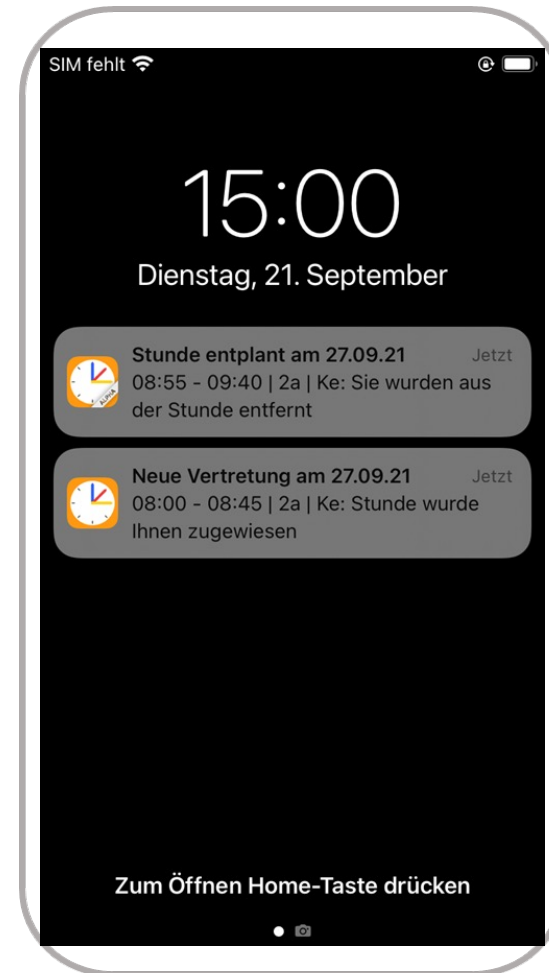 SIM fehlt
15:00
Dienstag, 21. September
Stunde entplant am 27.09.21 Jetzt
08:55 - 09:40 | 2a | Ke: Sie wurden aus
der Stunde entfernt
ALPHA
Neue Vertretung am 27.09.21 Jetzt
08:00 - 08:45 | 2a | Ke: Stunde wurde
Ihnen zugewiesen
Zum Öffnen Home-Taste drücken